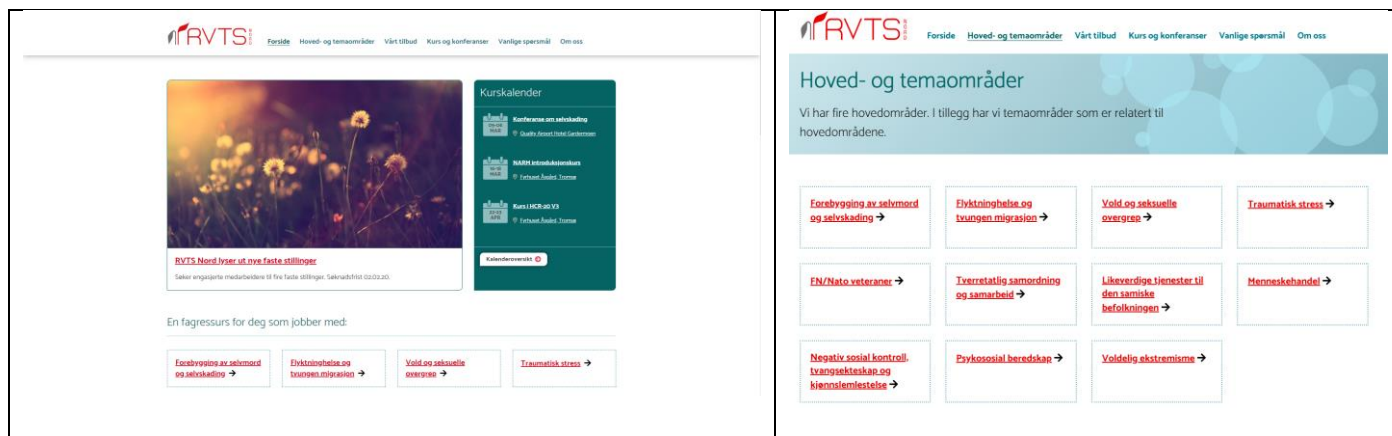 RVTS
Forside Hoved- og temaområder Vårt tilbud Kurs og konferanser Vanlige spørsmål Om oss
Kurskalender
MAR
Konferanse om selvskading
Quality Airport Hotel Gardermoen
MAR
NARM introduksjonskurs
Forhuset Åsgård, Tromsø
APR
Kurs i HCR-20 V3
Forhuset Åsgård, Tromsø
Kalenderoversikt
RVTS Nord lyser ut nye faste stillinger
Søker engasjerte medarbeidere til fire faste stillinger. Søknadsfrist 02.02.20.
En fagressurs for deg som jobber med:
Forebygging av selvmord
og selvskading →
Flyktninghelse og
tvungen migrasjon →
Vold og seksuelle
overgrep →
Traumatisk stress →
RVTS
Forside Hoved- og temaområder Vårt tilbud Kurs og konferanser Vanlige spørsmål Om oss
Hoved- og temaområder
Vi har fire hovedområder. I tillegg har vi temaområder som er relatert til
hovedområdene.
Forebygging av selvmord
og selvskading →
Flyktninghelse og
tvungen migrasjon →
Vold og seksuelle
overgrep →
Traumatisk stress →
FN/Nato veteraner →
Tverretatlig samordning
og samarbeid →
Likeverdige tjenester til
den samiske
befolkningen →
Menneskehandel →
Negativ sosial kontroll,
tvangsekteskap og
kjønnslemlestelse →
Psykososial beredskap →
Voldelig ekstremisme →